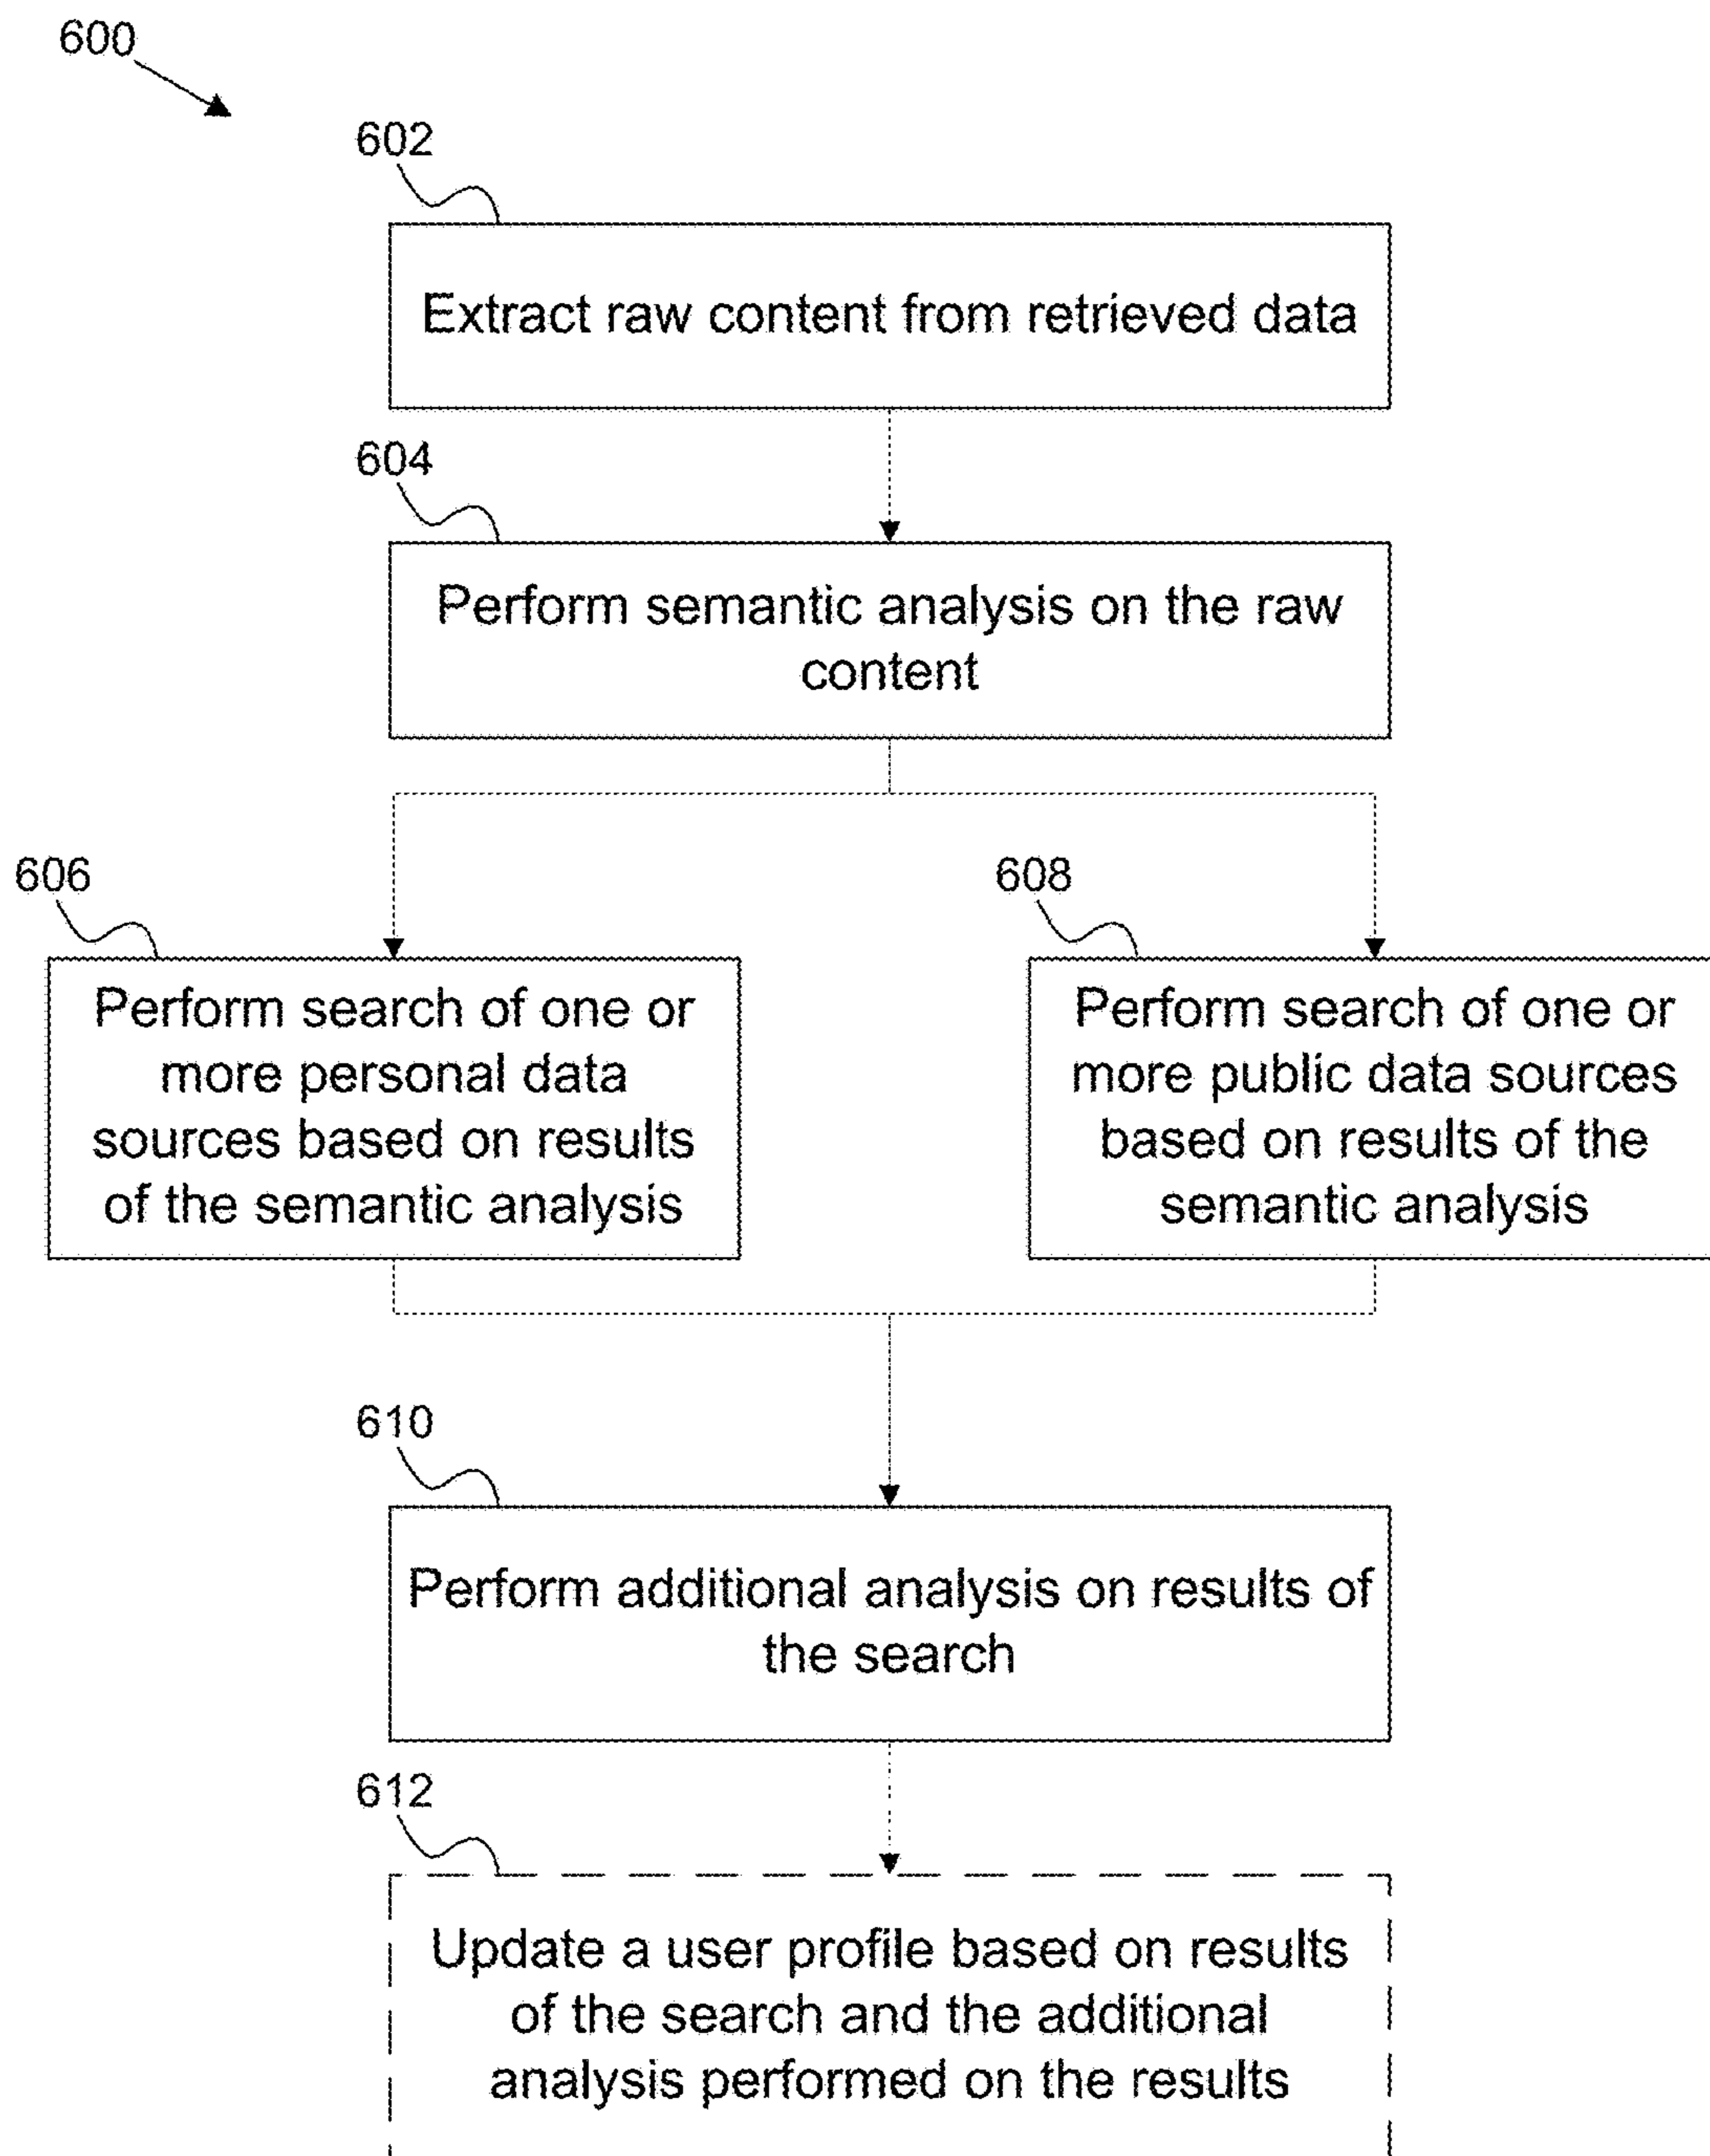 600
602
Extract raw content from retrieved data
604
Perform semantic analysis on the raw
content
606
Perform search of one or
more personal data
sources based on results
of the semantic analysis
608
Perform search of one or
more public data sources
based on results of the
semantic analysis
610
Perform additional analysis on results of
the search
612
Update a user profile based on results
of the search and the additional
analysis performed on the results